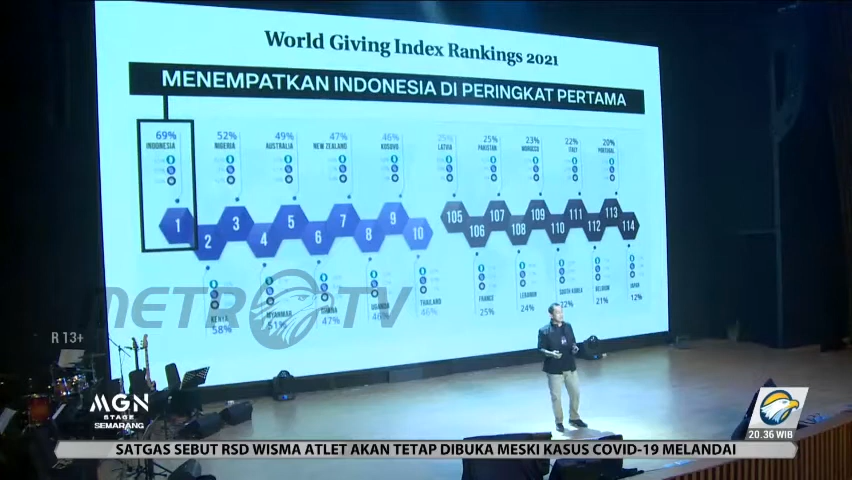 World Giving Index Rankings 2021
MENEMPATKAN INDONESIA DI PERINGKAT PERTAMA
69% 52% 49% 47% 46% 25% 25% 23% 22% 20%
INDONESIA NIGERIA AUSTRALIA NEW ZEALAND KOSOVO LATVIA PAKISTAN MOROCCO ITALY PORTUGAL
1 3 5 7 9 105 107 109 111 113
2 4 6 8 10 106 108 110 112 114
KENYA MYANMAR GHANA UGANDA THAILAND FRANCE LEBANON SOUTH KOREA BELGIUM JAPAN
58% 51% 47% 46% 46% 25% 24% 22% 21% 12%
METRO TV
R 13+
MGN
STAGE
SEMARANG
20.36 WIB
SATGAS SEBUT RSD WISMA ATLET AKAN TETAP DIBUKA MESKI KASUS COVID-19 MELANDAI